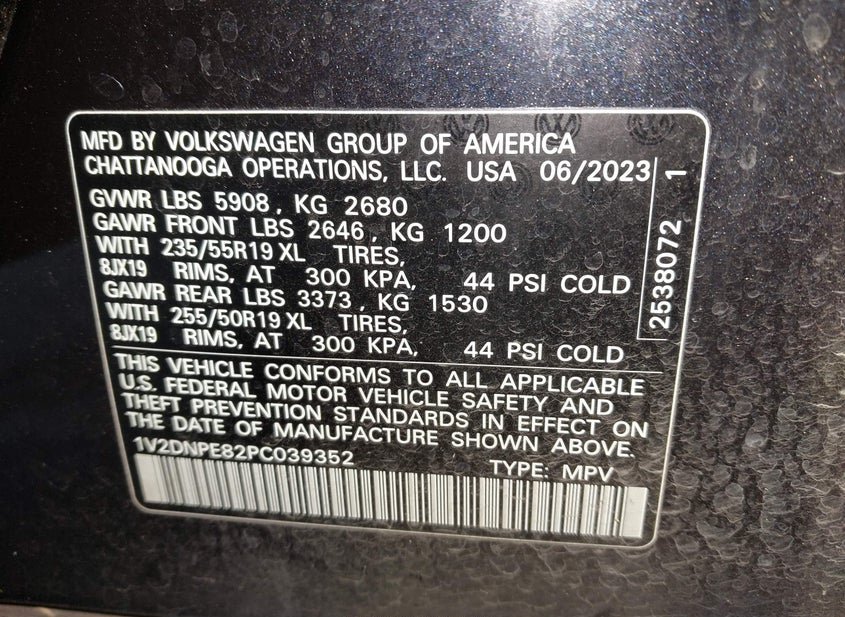 MFD BY VOLKSWAGEN GROUP OF AMERICA
CHATTANOOGA OPERATIONS, LLC. USA 06/2023
GVWR LBS 5908, KG 2680
GAWR FRONT LBS 2646, KG 1200
WITH 235/55R19 XL TIRES,
8JX19 RIMS, AT 300 KPA, 44 PSI COLD
GAWR REAR LBS 3373, KG 1530
WITH 255/50R19 XL TIRES,
8JX19 RIMS, AT 300 KPA, 44 PSI COLD
THIS VEHICLE CONFORMS TO ALL APPLICABLE
U.S. FEDERAL MOTOR VEHICLE SAFETY AND
THEFT PREVENTION STANDARDS IN EFFECT ON
THE DATE OF MANUFACTURE SHOWN ABOVE.
1V2DNPE82PC039352 TYPE: MPV
2538072 1